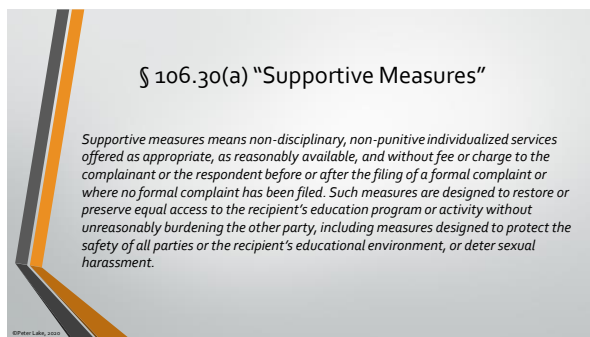 § 106.30(a) “Supportive Measures”
Supportive measures means non-disciplinary, non-punitive individualized services
offered as appropriate, as reasonably available, and without fee or charge to the
complainant or the respondent before or after the filing of a formal complaint or
where no formal complaint has been filed. Such measures are designed to restore or
preserve equal access to the recipient’s education program or activity without
unreasonably burdening the other party, including measures designed to protect the
safety of all parties or the recipient’s educational environment, or deter sexual
harassment.
©Peter Lake, 2020